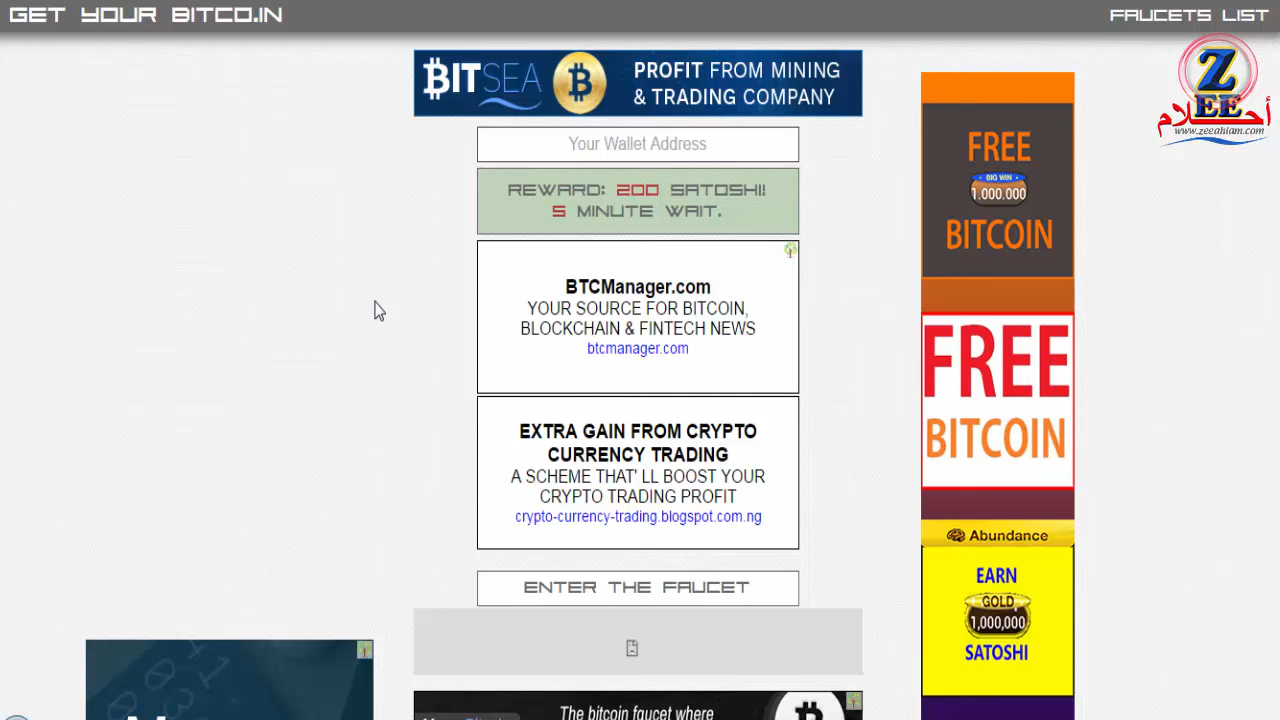 GET YOUR BITCO.IN
FAUCETS LIST
BITSEA
PROFIT FROM MINING
& TRADING COMPANY
Z
EE
أحلام
www.zeeahlam.com
Your Wallet Address
REWARD: 200 SATOSHI!
5 MINUTE WAIT.
BTCManager.com
YOUR SOURCE FOR BITCOIN,
BLOCKCHAIN & FINTECH NEWS
btcmanager.com
EXTRA GAIN FROM CRYPTO
CURRENCY TRADING
A SCHEME THAT' LL BOOST YOUR
CRYPTO TRADING PROFIT
crypto-currency-trading.blogspot.com.ng
ENTER THE FAUCET
The bitcoin faucet where
FREE
BIG WIN
1.000.000
BITCOIN
FREE
BITCOIN
Abundance
EARN
GOLD
1,000,000
SATOSHI